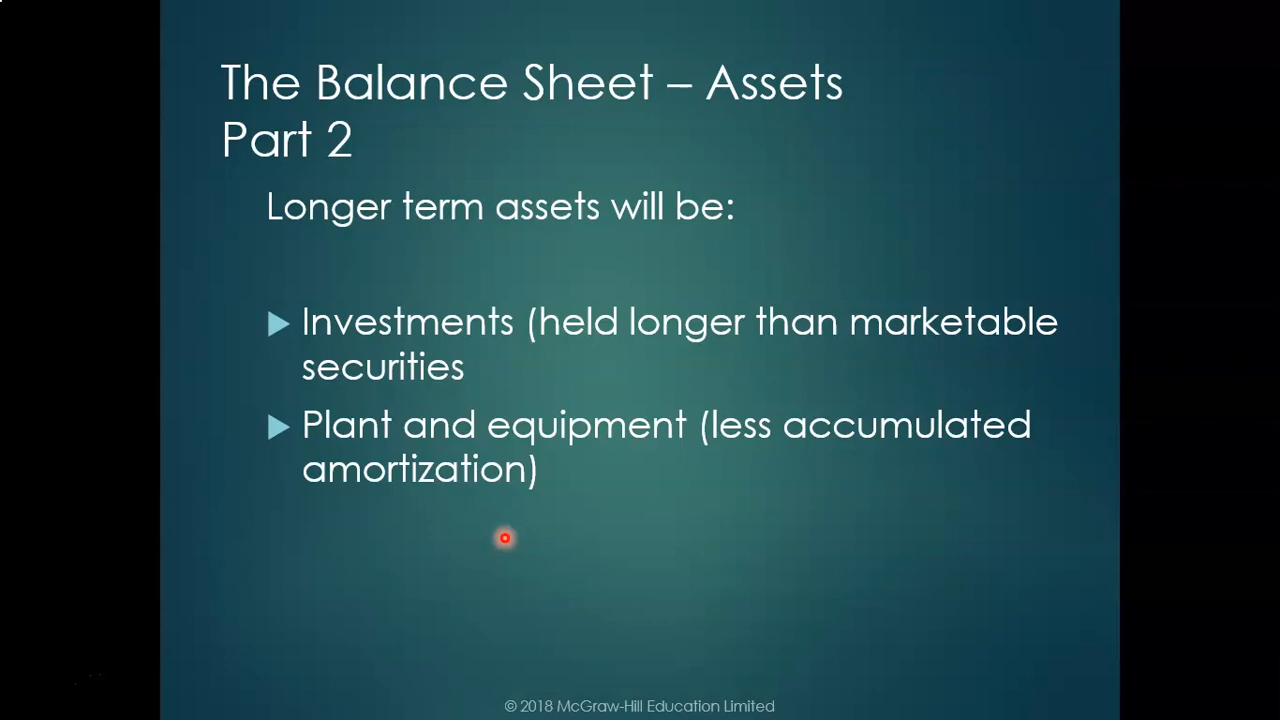 The Balance Sheet – Assets
Part 2
Longer term assets will be:
Investments (held longer than marketable
securities
Plant and equipment (less accumulated
amortization)
© 2018 McGraw-Hill Education Limited